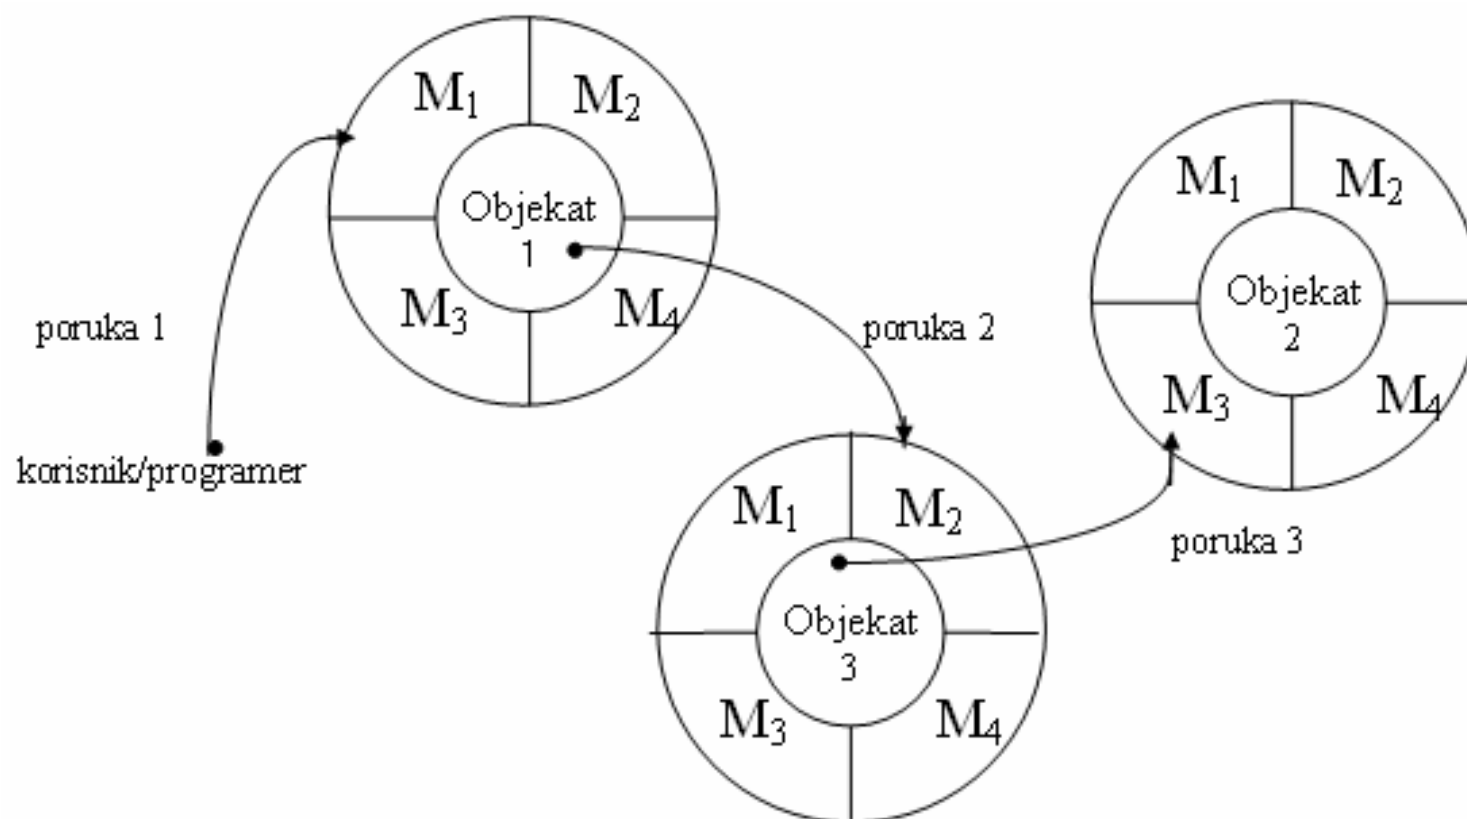 M₁ M₂
Objekat
1
M₃ M₄
poruka 1
korisnik/programer
poruka 2
M₁ M₂
Objekat
2
M₃ M₄
poruka 3
M₁ M₂
Objekat
3
M₃ M₄